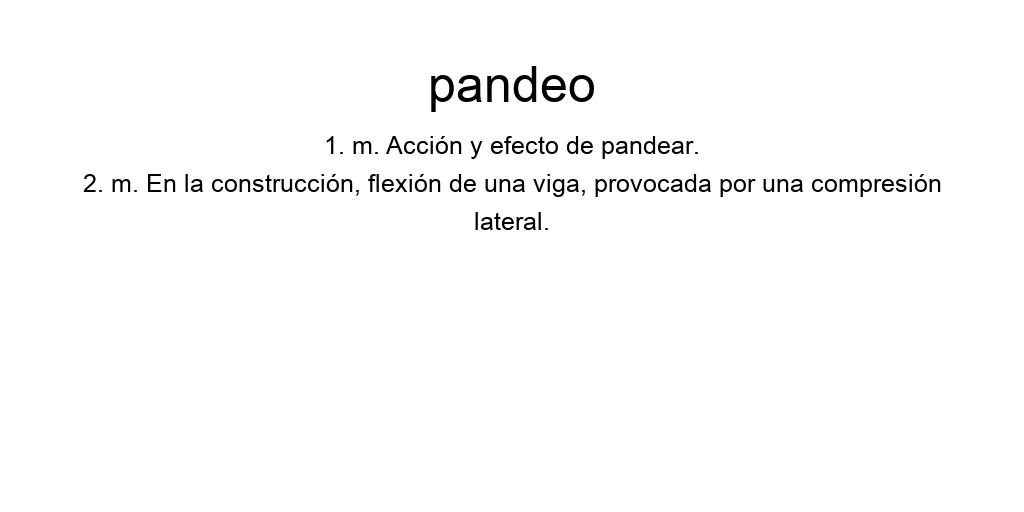 pandeo
1. m. Acción y efecto de pandear.
2. m. En la construcción, flexión de una viga, provocada por una compresión
lateral.